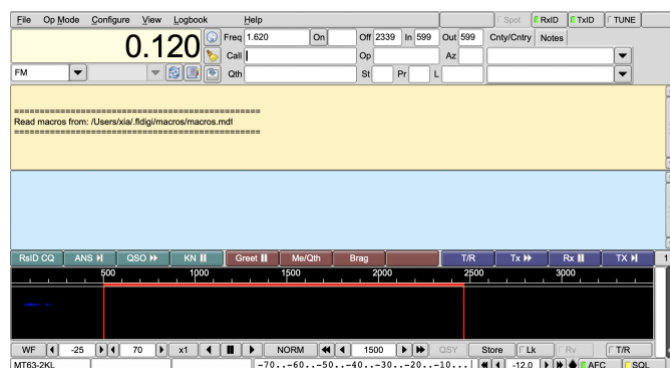 File Op Mode Configure View Logbook Help Spot RxID TxID TUNE
0.120 Freq 1.620 On Off 2339 In 599 Out 599 Cnty/Cntry Notes
Call Op Az
FM Qth St Pr L
=================================================
Read macros from: /Users/xia/.fldigi/macros/macros.mdf
=================================================
RsID CQ ANS QSO KN Greet Me/Qth Brag T/R Tx Rx TX 1
500 1000 1500 2000 2500 3000
WF -25 70 x1 NORM 1500 QSY Store Lk Rv T/R
MT63-2KL -70..-60..-50..-40..-30..-20..-10... -12.0 AFC SQL